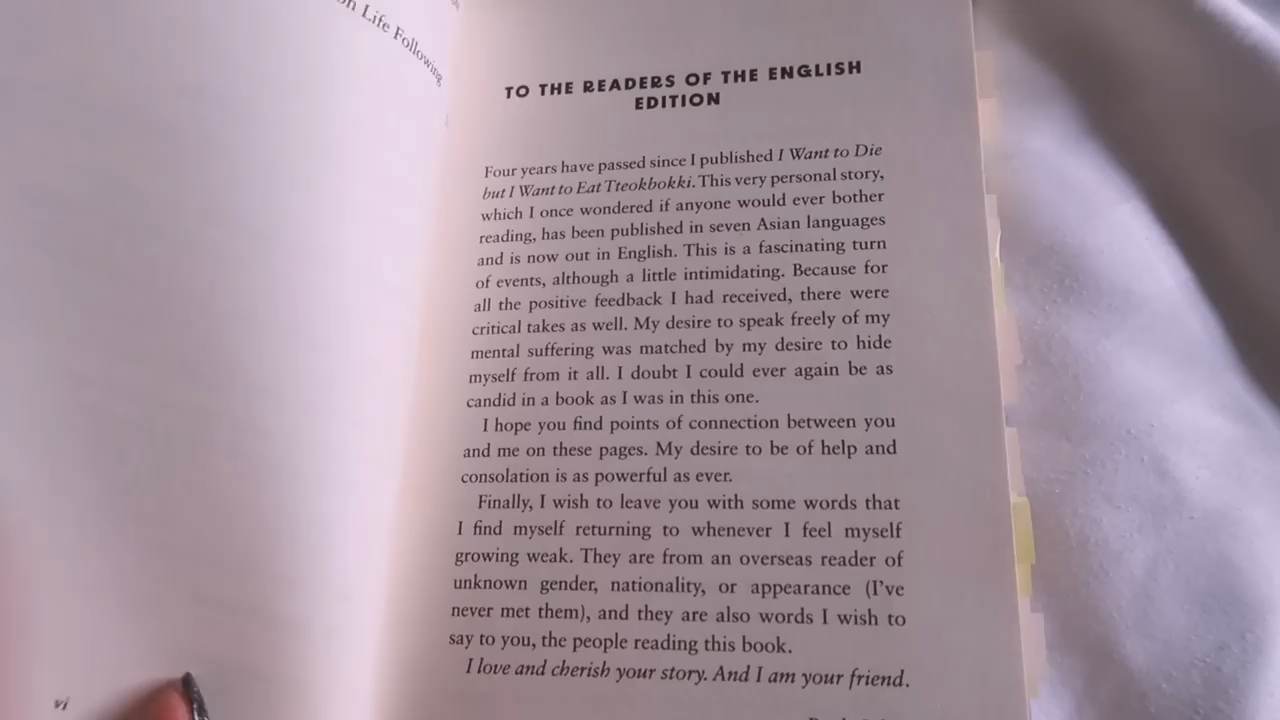 Life Following
vi
TO THE READERS OF THE ENGLISH
EDITION
Four years have passed since I published I Want to Die
but I Want to Eat Tteokbokki. This very personal story,
which I once wondered if anyone would ever bother
reading, has been published in seven Asian languages
and is now out in English. This is a fascinating turn
of events, although a little intimidating. Because for
all the positive feedback I had received, there were
critical takes as well. My desire to speak freely of my
mental suffering was matched by my desire to hide
myself from it all. I doubt I could ever again be as
candid in a book as I was in this one.
I hope you find points of connection between you
and me on these pages. My desire to be of help and
consolation is as powerful as ever.
Finally, I wish to leave you with some words that
I find myself returning to whenever I feel myself
growing weak. They are from an overseas reader of
unknown gender, nationality, or appearance (I've
never met them), and they are also words I wish to
say to you, the people reading this book.
I love and cherish your story. And I am your friend.